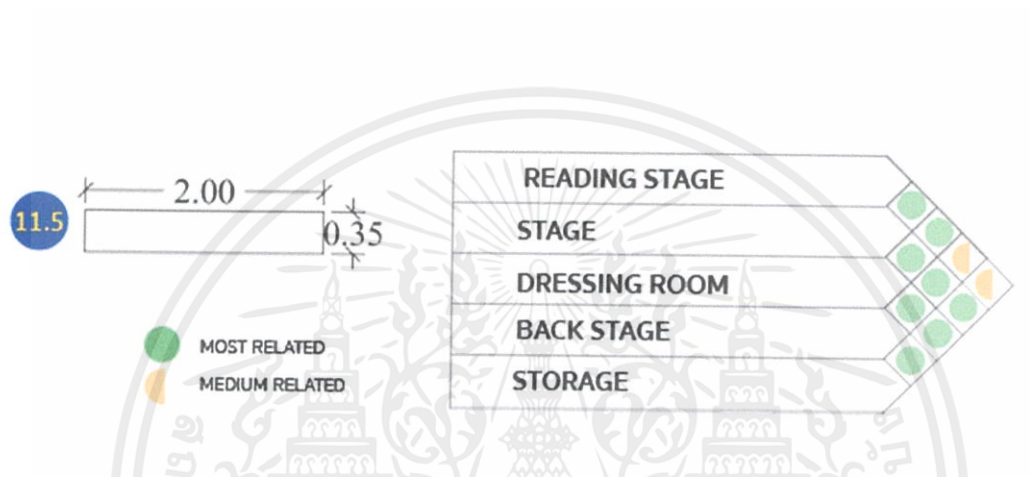 2.00
11.5
0.35
READING STAGE
STAGE
DRESSING ROOM
BACK STAGE
STORAGE
MOST RELATED
MEDIUM RELATED